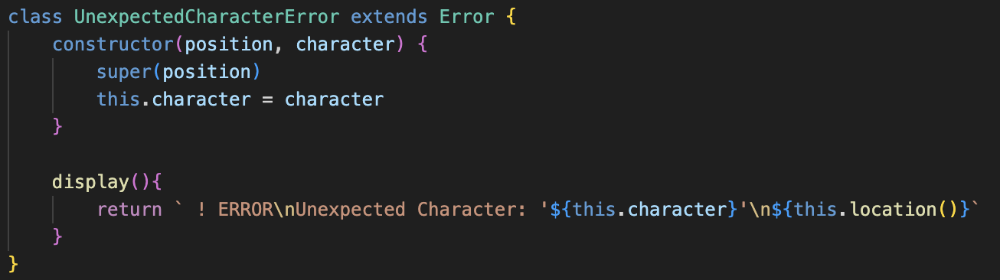 class UnexpectedCharacterError extends Error {
    constructor(position, character) {
        super(position)
        this.character = character
    }

    display(){
        return ` ! ERROR\nUnexpected Character: '${this.character}'\n${this.location()}`
    }
}